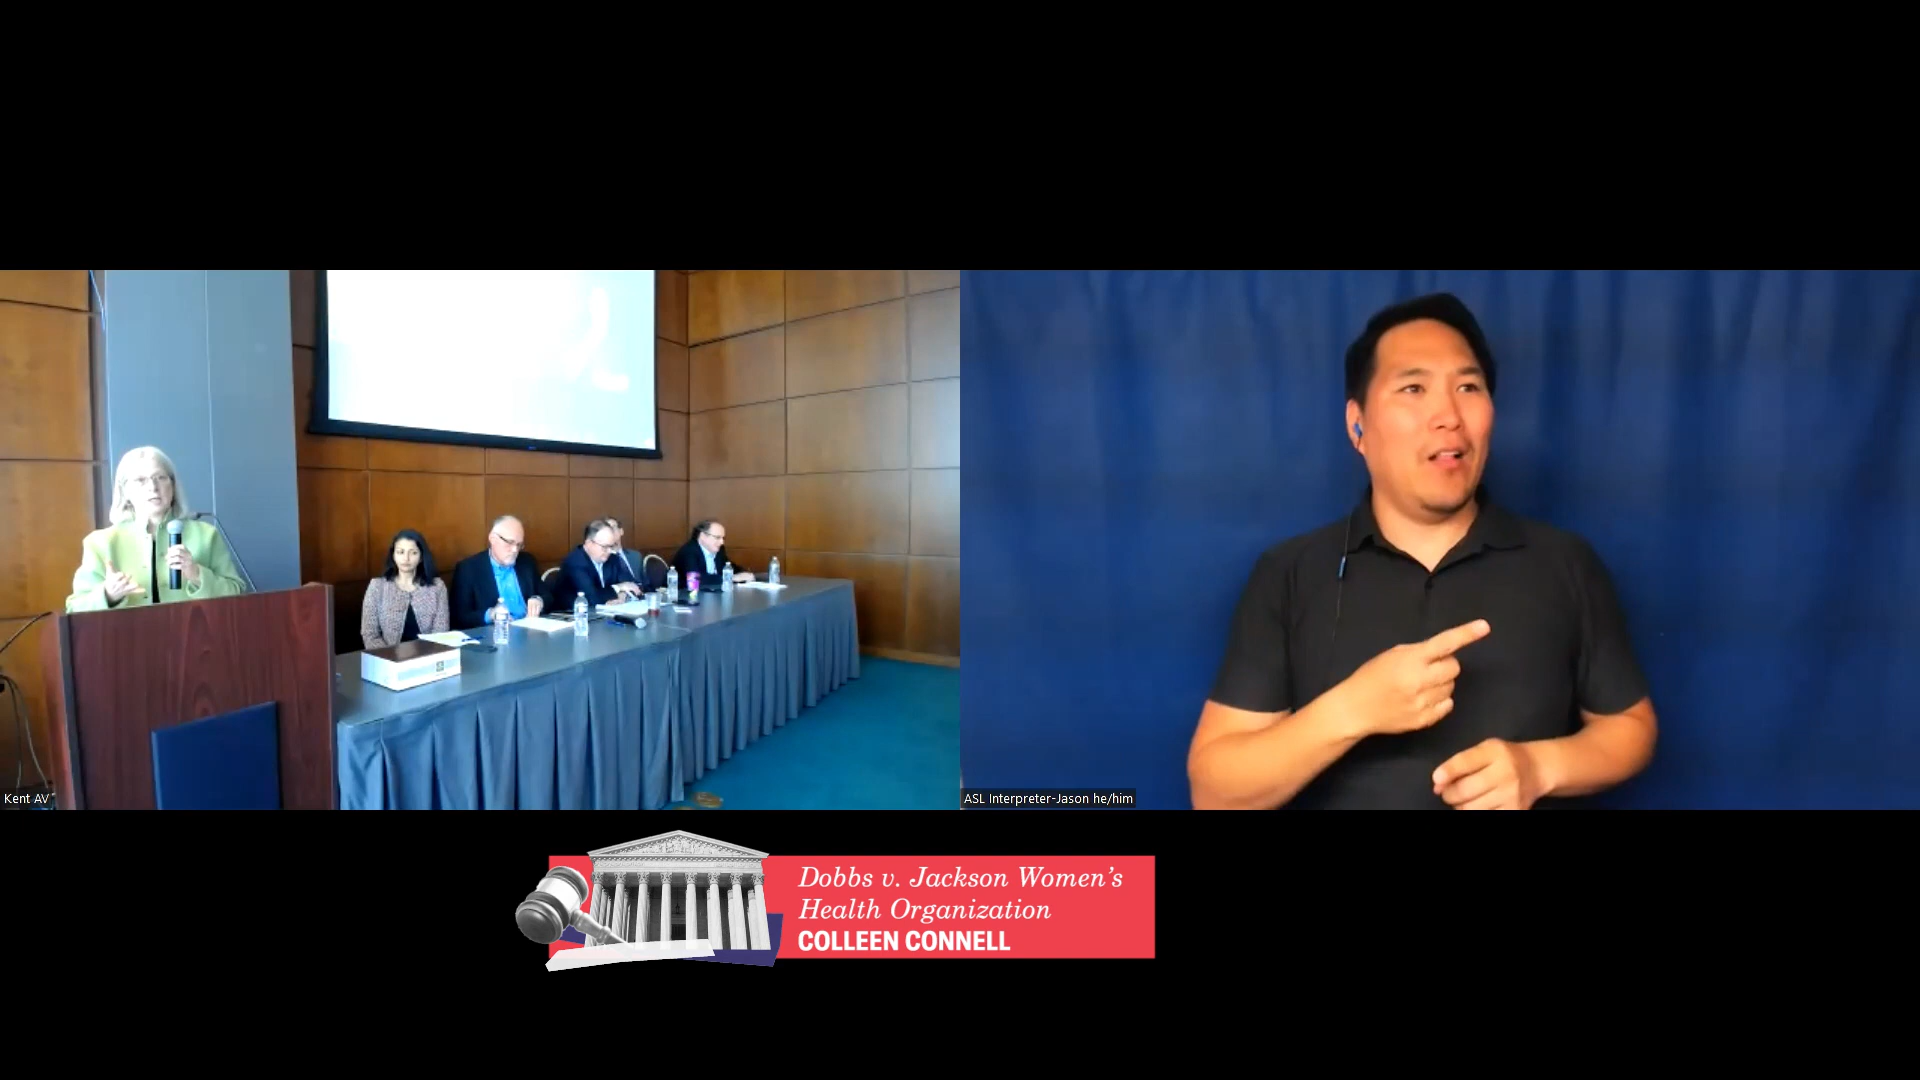 Kent AV
ASL Interpreter-Jason he/him
Dobbs v. Jackson Women's
Health Organization
COLLEEN CONNELL